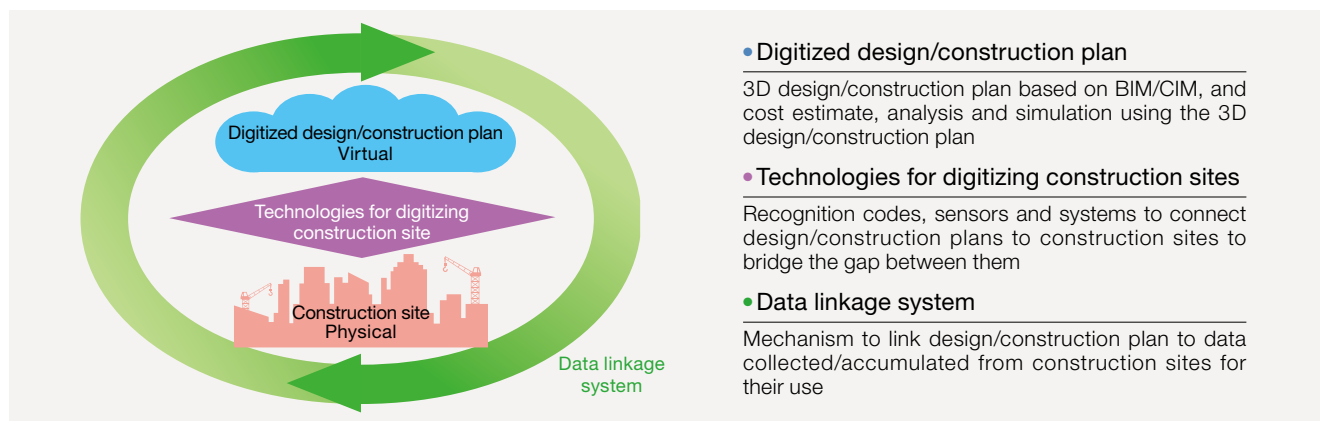 Digitized design/construction plan
Virtual
Technologies for digitizing
construction site
Construction site
Physical
Data linkage
system
•Digitized design/construction plan
3D design/construction plan based on BIM/CIM, and
cost estimate, analysis and simulation using the 3D
design/construction plan
•Technologies for digitizing construction sites
Recognition codes, sensors and systems to connect
design/construction plans to construction sites to
bridge the gap between them
•Data linkage system
Mechanism to link design/construction plan to data
collected/accumulated from construction sites for
their use